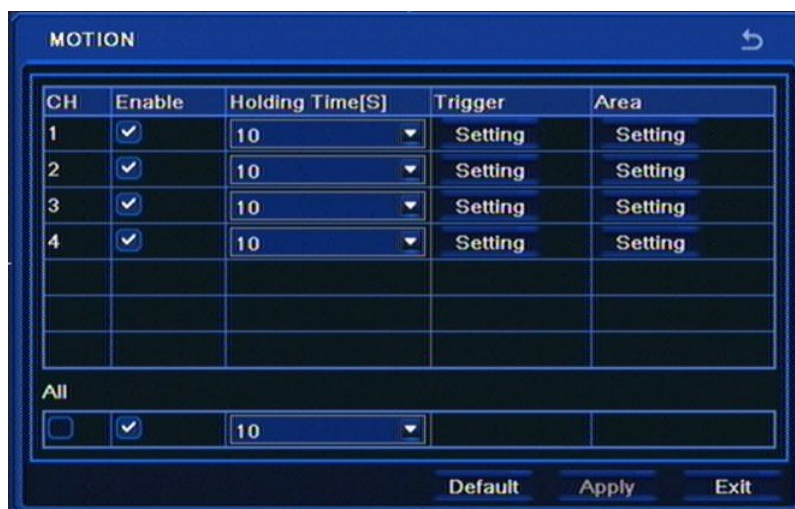 MOTION
CH Enable Holding Time[S] Trigger Area
1 10 Setting Setting
2 10 Setting Setting
3 10 Setting Setting
4 10 Setting Setting
All
10
Default Apply Exit